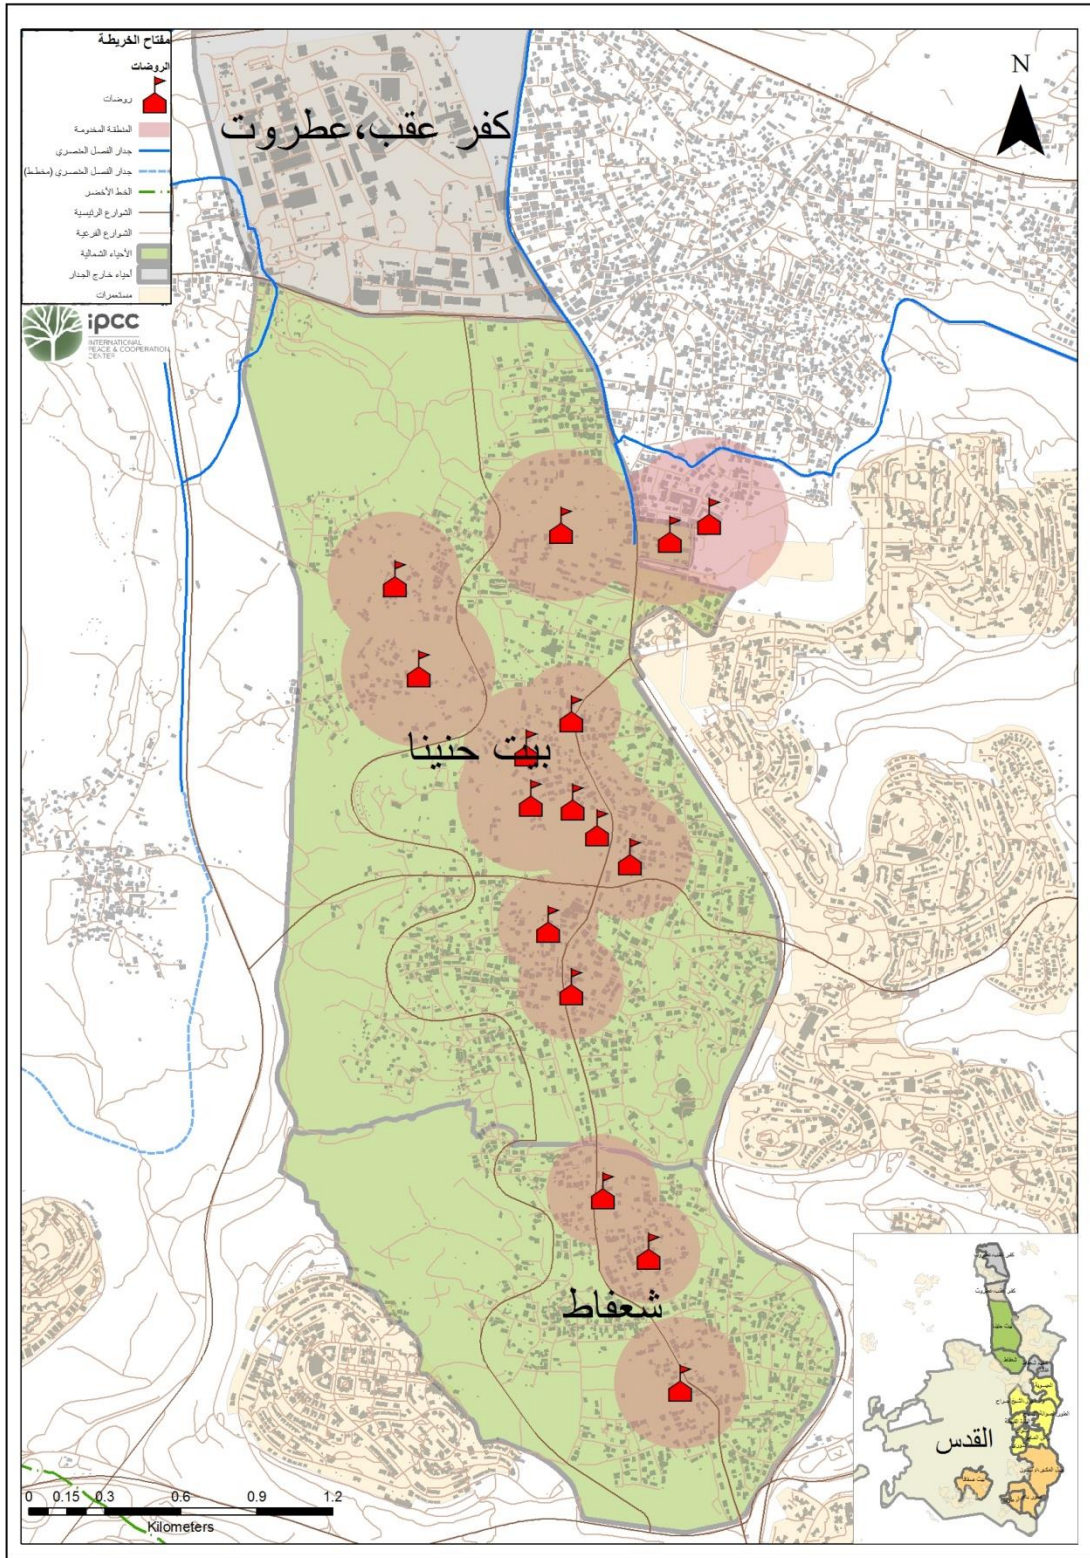 مفتاح الخريطة
الروضات
روضات
المنطقة المخدومة
جدار الفصل العنصري
جدار الفصل العنصري (مخطط)
الخط الأخضر
الشوارع الرئيسية
الشوارع الفرعية
الأحياء الشمالية
أحياء خارج الجدار
مستعمرات
ipcc
INTERNATIONAL
PEACE & COOPERATION
CENTER
كفر عقب،عطروت
N
بيت حنينا
شعفاط
القدس
0 0.15 0.3 0.6 0.9 1.2
Kilometers